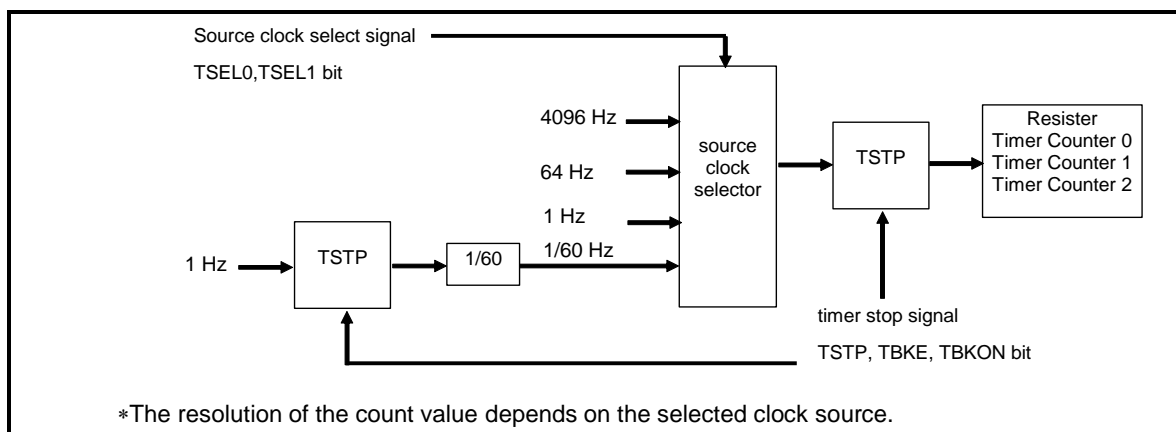 Source clock select signal
TSEL0,TSEL1 bit
4096 Hz
64 Hz
1 Hz
1/60 Hz
source
clock
selector
TSTP
Resister
Timer Counter 0
Timer Counter 1
Timer Counter 2
1 Hz
TSTP
1/60
timer stop signal
TSTP, TBKE, TBKON bit
*The resolution of the count value depends on the selected clock source.